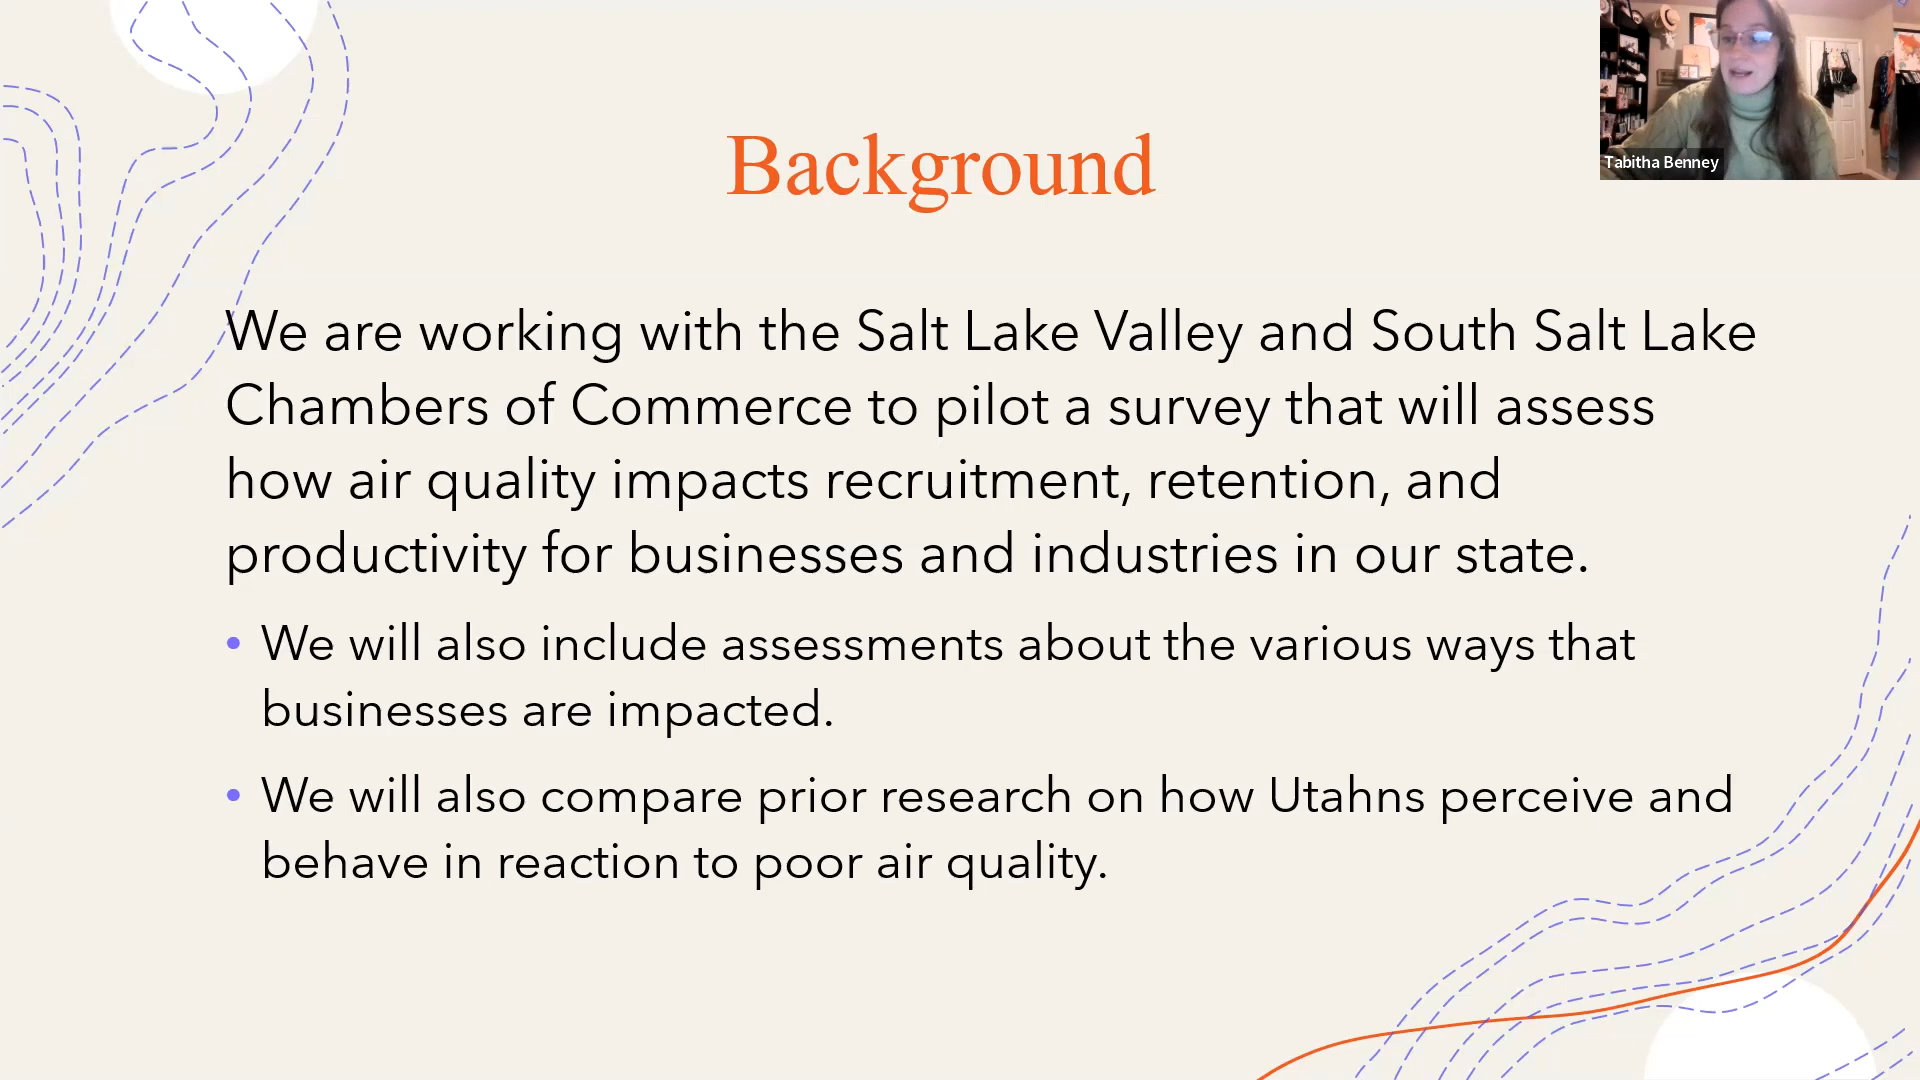 Background
Tabitha Benney
We are working with the Salt Lake Valley and South Salt Lake
Chambers of Commerce to pilot a survey that will assess
how air quality impacts recruitment, retention, and
productivity for businesses and industries in our state.
• We will also include assessments about the various ways that
businesses are impacted.
• We will also compare prior research on how Utahns perceive and
behave in reaction to poor air quality.